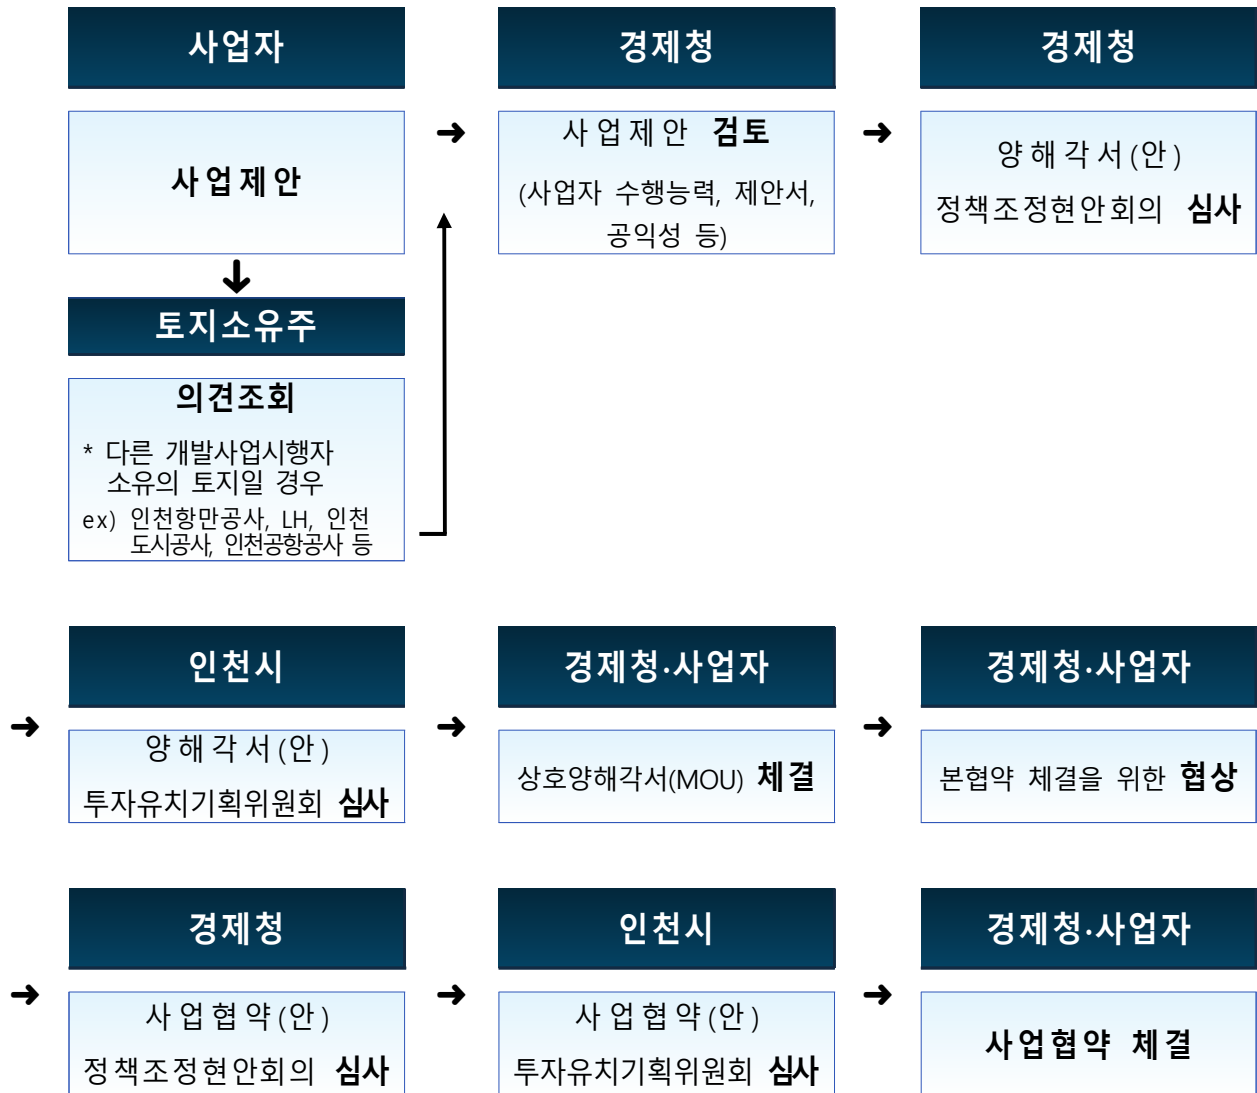 사업자
사업제안
토지소유주
의견조회
* 다른 개발사업시행자
소유의 토지일 경우
ex) 인천항만공사, LH, 인천
도시공사, 인천공항공사 등
경제청
사업제안 검토
(사업자 수행능력, 제안서,
공익성 등)
경제청
양해각서(안)
정책조정현안회의 심사
인천시
양해각서(안)
투자유치기획위원회 심사
경제청·사업자
상호양해각서(MOU) 체결
경제청·사업자
본협약 체결을 위한 협상
경제청
사업협약(안)
정책조정현안회의 심사
인천시
사업협약(안)
투자유치기획위원회 심사
경제청·사업자
사업협약 체결